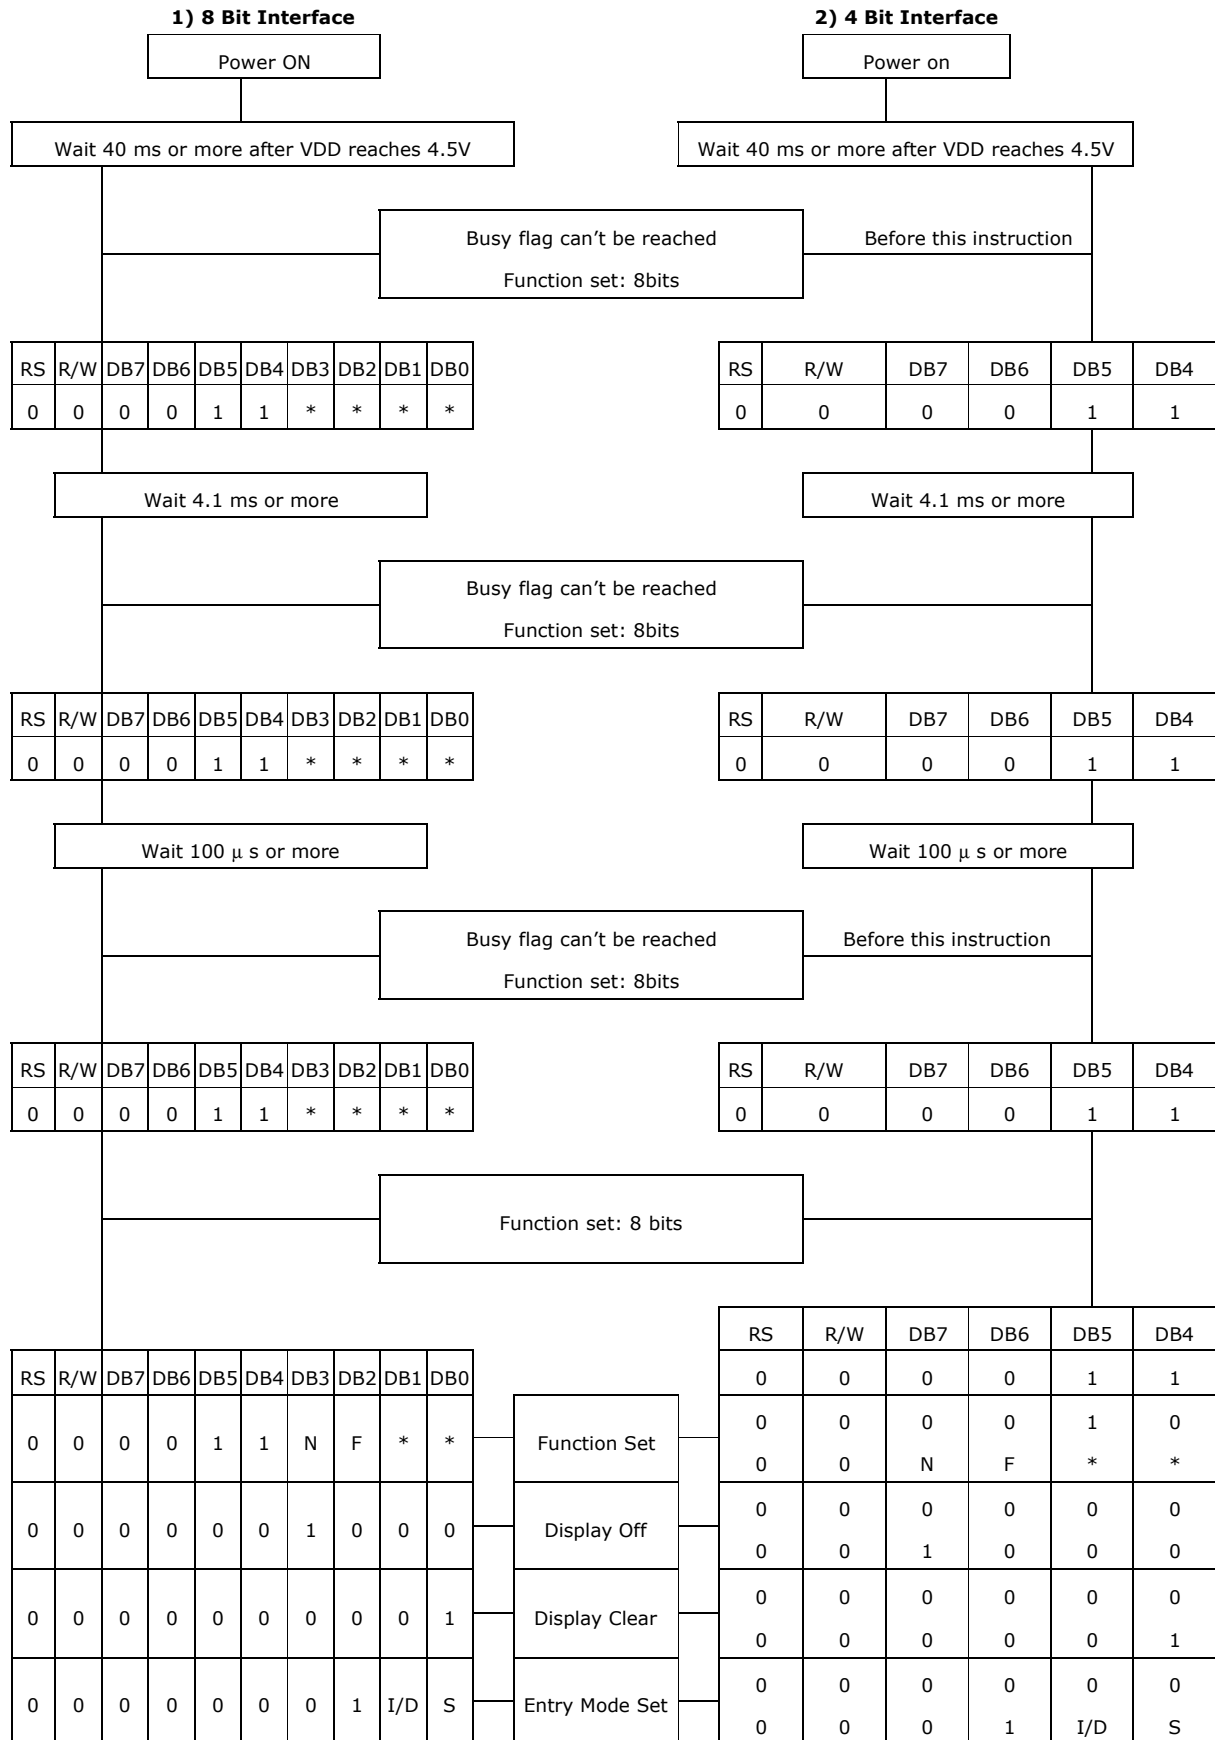 1) 8 Bit Interface 2) 4 Bit Interface
Power ON Power on
Wait 40 ms or more after VDD reaches 4.5V Wait 40 ms or more after VDD reaches 4.5V
Busy flag can't be reached Before this instruction
Function set: 8bits
RS R/W DB7 DB6 DB5 DB4 DB3 DB2 DB1 DB0 RS R/W DB7 DB6 DB5 DB4
0 0 0 0 1 1 * * * * 0 0 0 0 1 1
Wait 4.1 ms or more Wait 4.1 ms or more
Busy flag can't be reached
Function set: 8bits
RS R/W DB7 DB6 DB5 DB4 DB3 DB2 DB1 DB0 RS R/W DB7 DB6 DB5 DB4
0 0 0 0 1 1 * * * * 0 0 0 0 1 1
Wait 100 μ s or more Wait 100 μ s or more
Busy flag can't be reached Before this instruction
Function set: 8bits
RS R/W DB7 DB6 DB5 DB4 DB3 DB2 DB1 DB0 RS R/W DB7 DB6 DB5 DB4
0 0 0 0 1 1 * * * * 0 0 0 0 1 1
Function set: 8 bits
RS R/W DB7 DB6 DB5 DB4
RS R/W DB7 DB6 DB5 DB4 DB3 DB2 DB1 DB0 0 0 0 0 1 1
0 0 0 0 1 1 N F * * Function Set 0 0 0 0 1 0
0 0 N F * *
0 0 0 0 0 0 1 0 0 0 Display Off 0 0 0 0 0 0
0 0 1 0 0 0
0 0 0 0 0 0 0 0 0 1 Display Clear 0 0 0 0 0 0
0 0 0 0 0 1
0 0 0 0 0 0 0 1 I/D S Entry Mode Set 0 0 0 0 0 0
0 0 0 1 I/D S